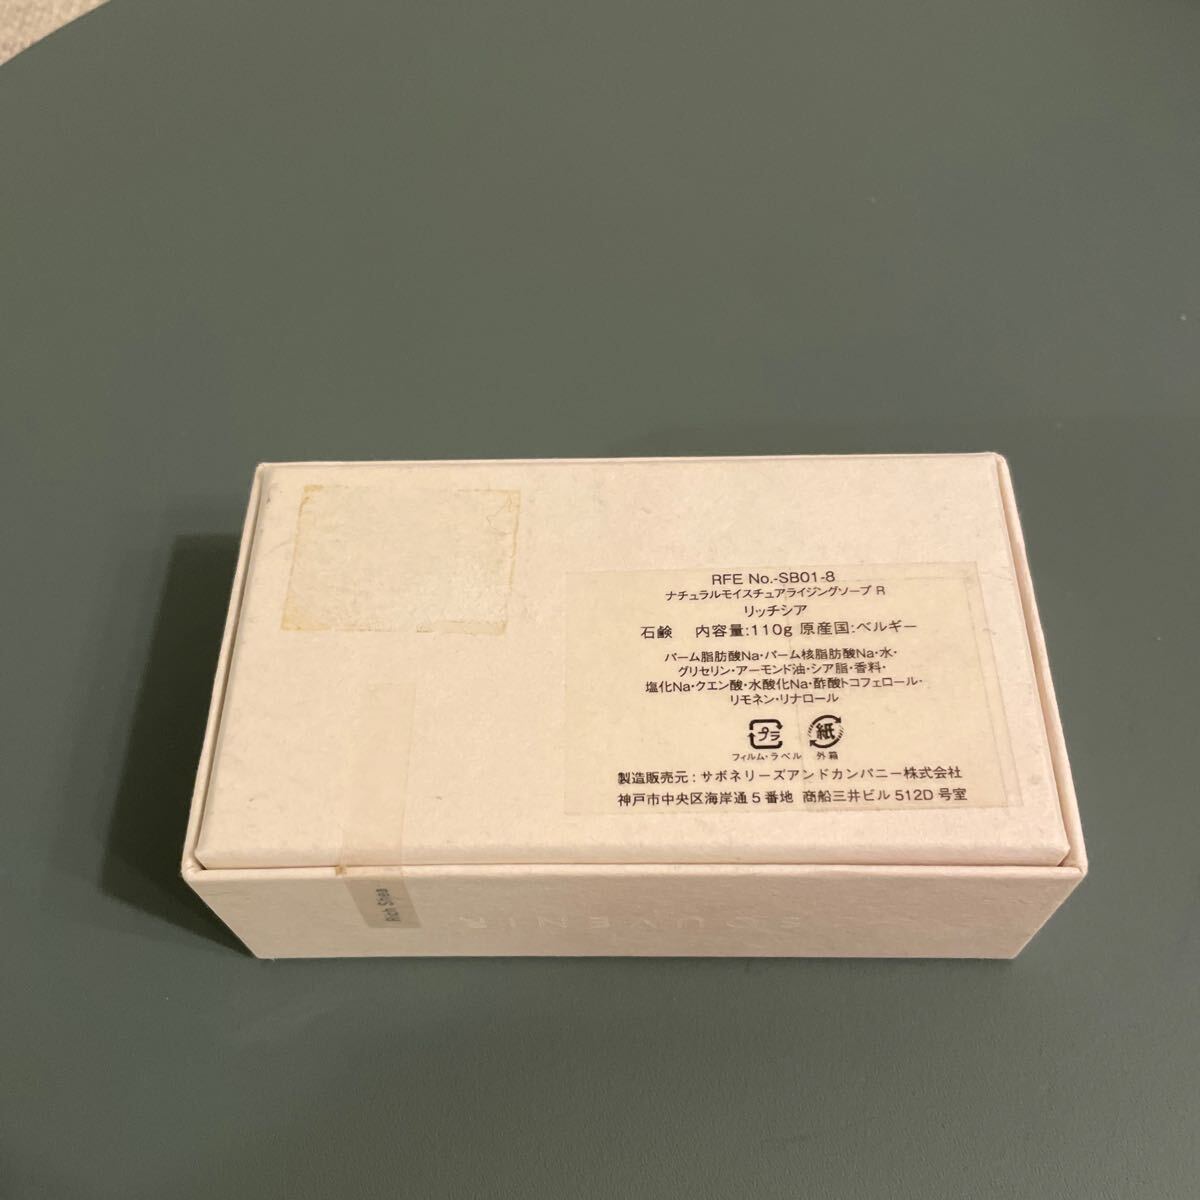 RFE No.-SB01-8
ナチュラルモイスチュアライジングソープ R
リッチシア
石鹸 内容量:110g 原産国:ベルギー
パーム脂肪酸Na・パーム核脂肪酸Na・水・
グリセリン・アーモンド油・シア脂・香料・
塩化Na・クエン酸・水酸化Na・酢酸トコフェロール・
リモネン・リナロール
プラ 紙
フィルム・ラベル 外箱
製造販売元：サボネリーズアンドカンパニー株式会社
神戸市中央区海岸通5番地 商船三井ビル512D号室
Rich Shea
SOUVENIR